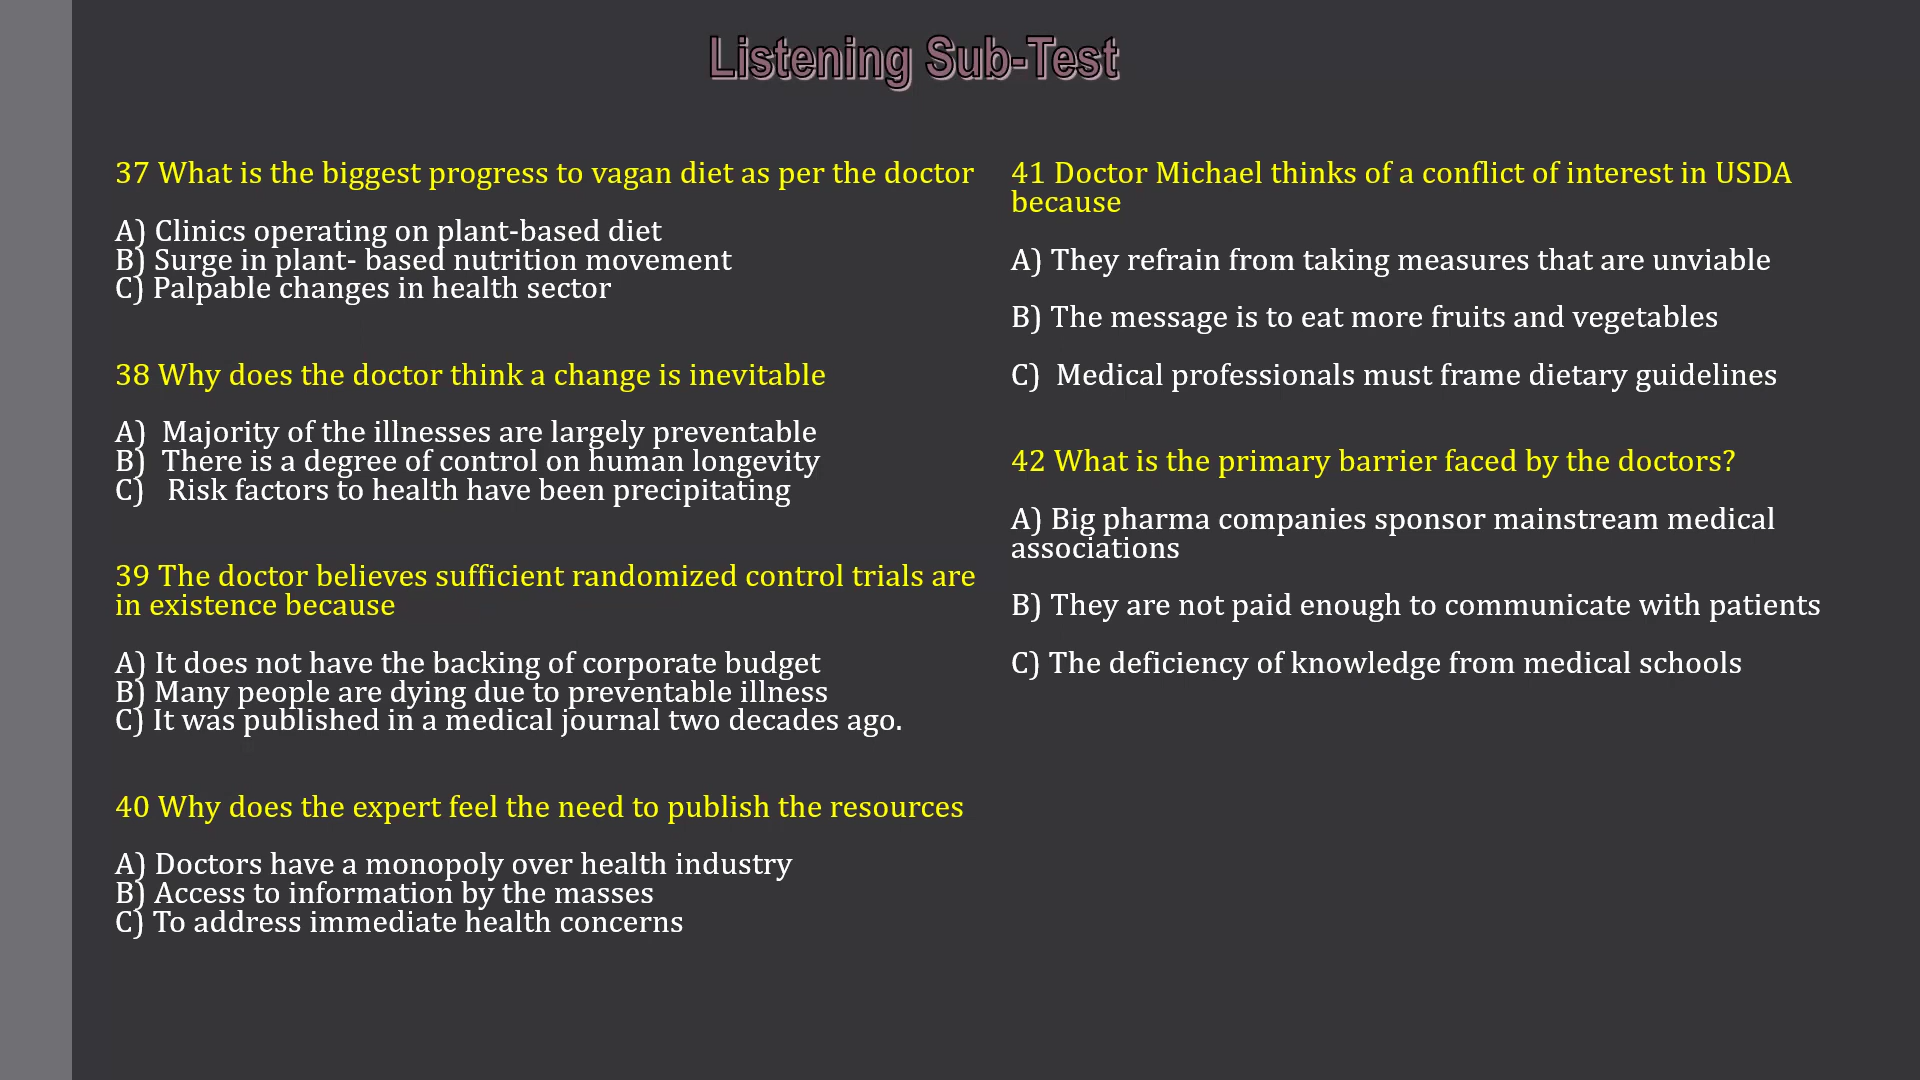 Listening Sub-Test
37 What is the biggest progress to vagan diet as per the doctor
A) Clinics operating on plant-based diet
B) Surge in plant- based nutrition movement
C) Palpable changes in health sector
38 Why does the doctor think a change is inevitable
A) Majority of the illnesses are largely preventable
B) There is a degree of control on human longevity
C) Risk factors to health have been precipitating
39 The doctor believes sufficient randomized control trials are
in existence because
A) It does not have the backing of corporate budget
B) Many people are dying due to preventable illness
C) It was published in a medical journal two decades ago.
40 Why does the expert feel the need to publish the resources
A) Doctors have a monopoly over health industry
B) Access to information by the masses
C) To address immediate health concerns
41 Doctor Michael thinks of a conflict of interest in USDA
because
A) They refrain from taking measures that are unviable
B) The message is to eat more fruits and vegetables
C) Medical professionals must frame dietary guidelines
42 What is the primary barrier faced by the doctors?
A) Big pharma companies sponsor mainstream medical
associations
B) They are not paid enough to communicate with patients
C) The deficiency of knowledge from medical schools